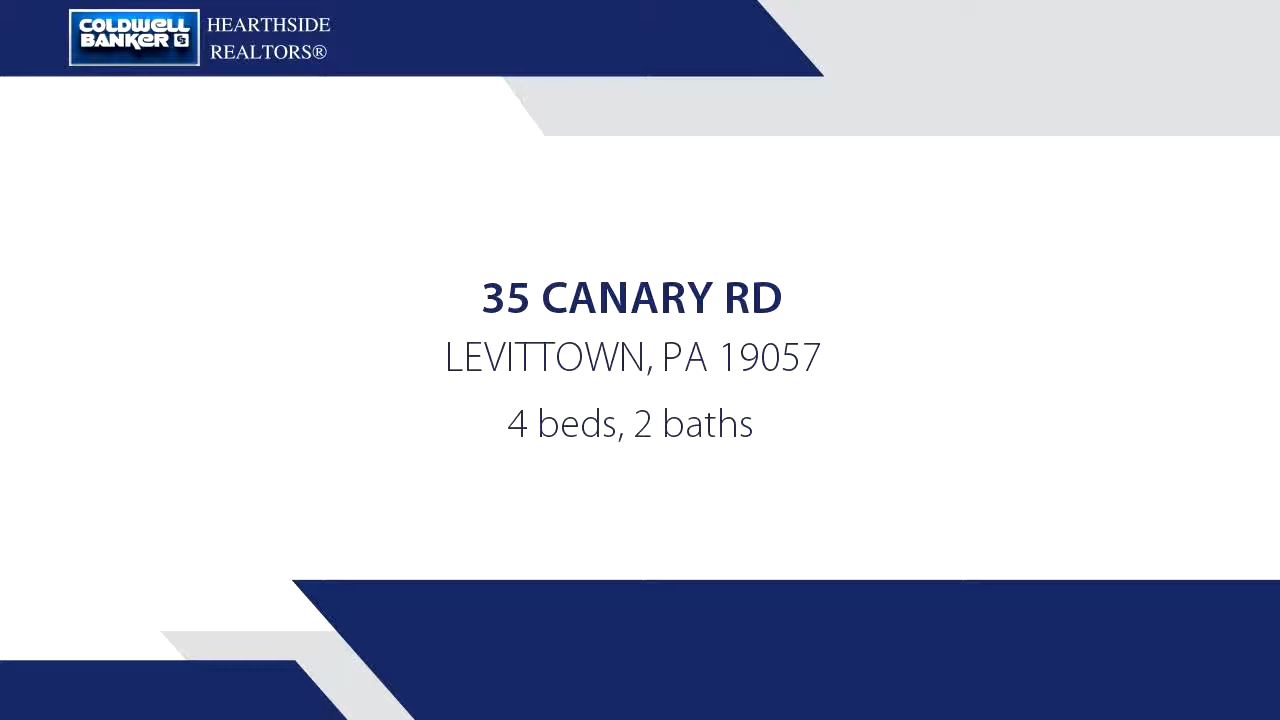 COLDWELL
BANKER
HEARTHSIDE
REALTORS®
35 CANARY RD
LEVITTOWN, PA 19057
4 beds, 2 baths